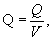 Q = Q/V ,